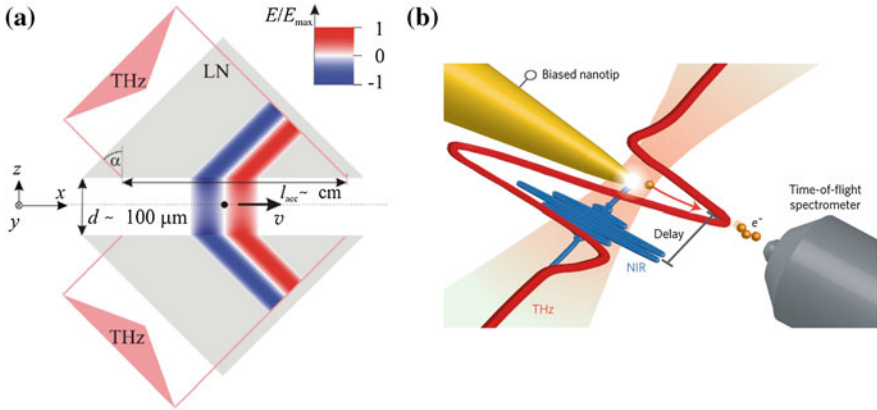 (a)
E/Emax
1
0
-1
LN
THz
α
z
x
y
d ~ 100 µm
lacc ~ cm
v
THz
(b)
Biased nanotip
Time-of-flight
spectrometer
e-
Delay
NIR
THz